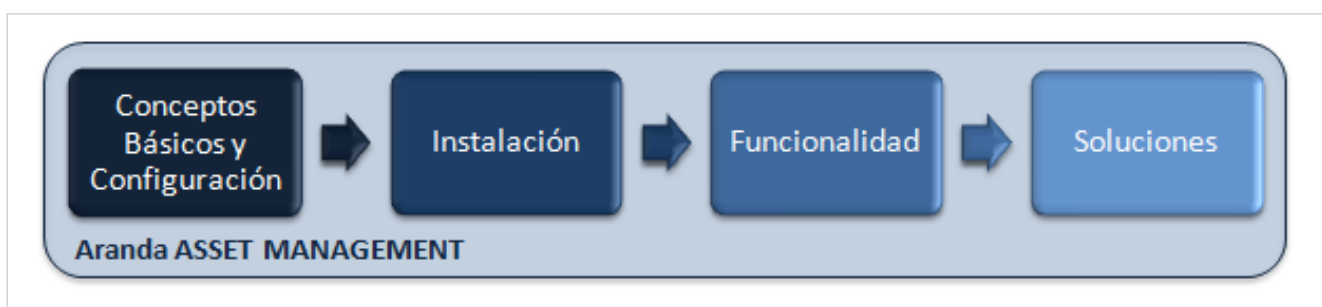 Conceptos
Básicos y
Configuración
Instalación
Funcionalidad
Soluciones
Aranda ASSET MANAGEMENT